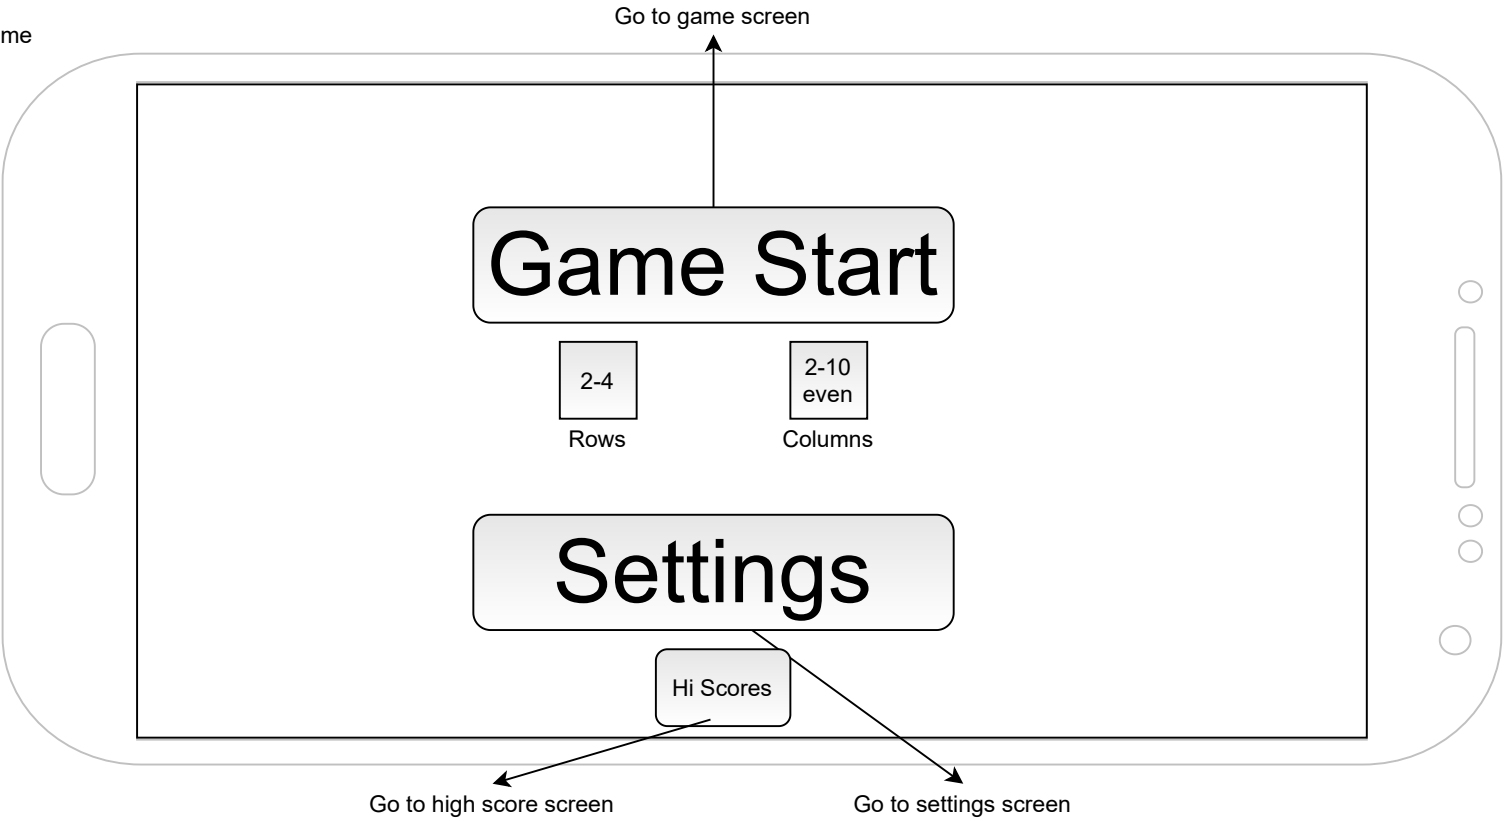 Go to game screen
me
Game Start
2-4
2-10
even
Rows
Columns
Settings
Hi Scores
Go to high score screen
Go to settings screen